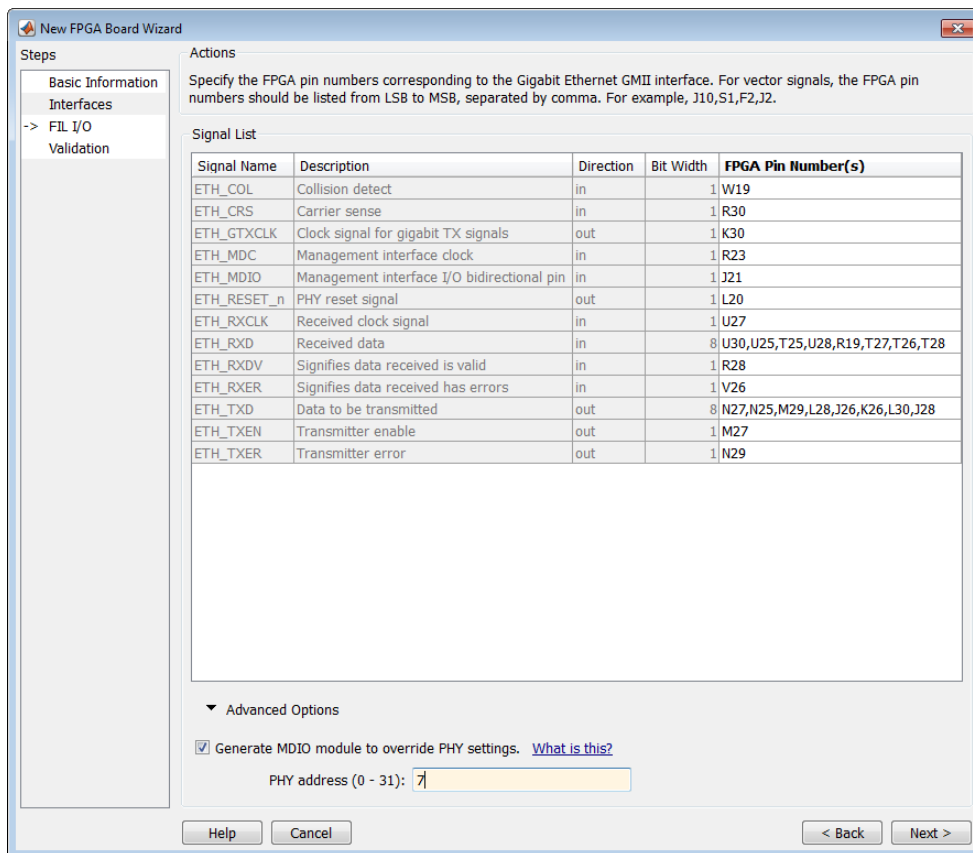 New FPGA Board Wizard
Steps
Basic Information
Interfaces
-> FIL I/O
Validation
Actions
Specify the FPGA pin numbers corresponding to the Gigabit Ethernet GMII interface. For vector signals, the FPGA pin
numbers should be listed from LSB to MSB, separated by comma. For example, J10,S1,F2,J2.
Signal List
Signal Name Description Direction Bit Width FPGA Pin Number(s)
ETH_COL Collision detect in 1 W19
ETH_CRS Carrier sense in 1 R30
ETH_GTXCLK Clock signal for gigabit TX signals out 1 K30
ETH_MDC Management interface clock in 1 R23
ETH_MDIO Management interface I/O bidirectional pin in 1 J21
ETH_RESET_n PHY reset signal out 1 L20
ETH_RXCLK Received clock signal in 1 U27
ETH_RXD Received data in 8 U30,U25,T25,U28,R19,T27,T26,T28
ETH_RXDV Signifies data received is valid in 1 R28
ETH_RXER Signifies data received has errors in 1 V26
ETH_TXD Data to be transmitted out 8 N27,N25,M29,L28,J26,K26,L30,J28
ETH_TXEN Transmitter enable out 1 M27
ETH_TXER Transmitter error out 1 N29
Advanced Options
Generate MDIO module to override PHY settings. What is this?
PHY address (0 - 31): 7
Help Cancel < Back Next >